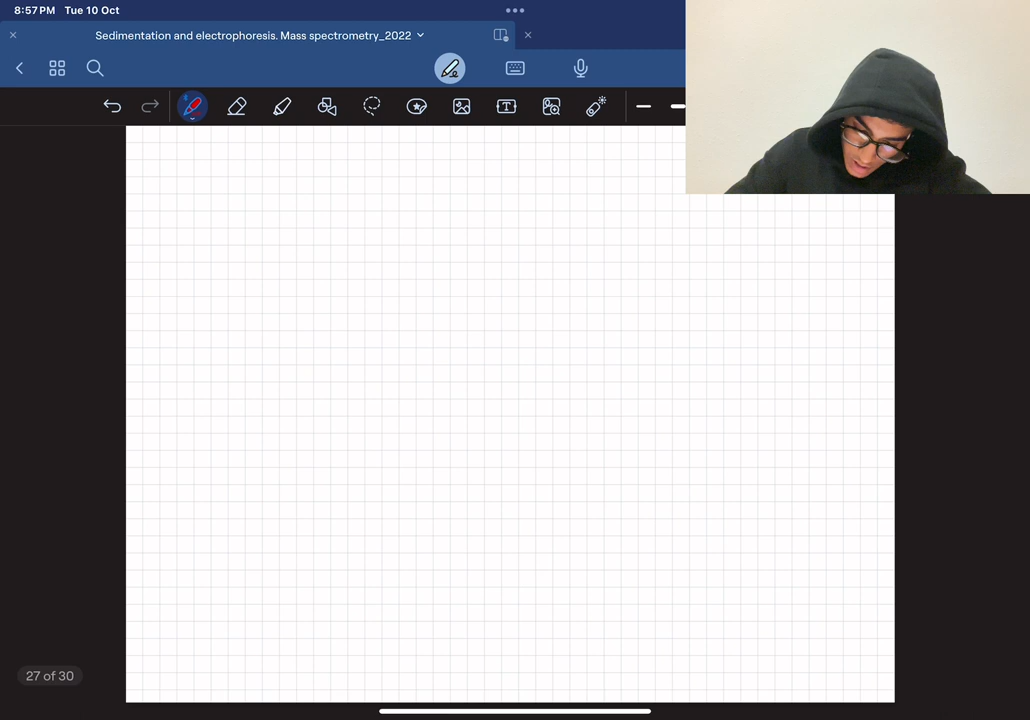 8:57 PM Tue 10 Oct
Sedimentation and electrophoresis. Mass spectrometry_2022
T
27 of 30